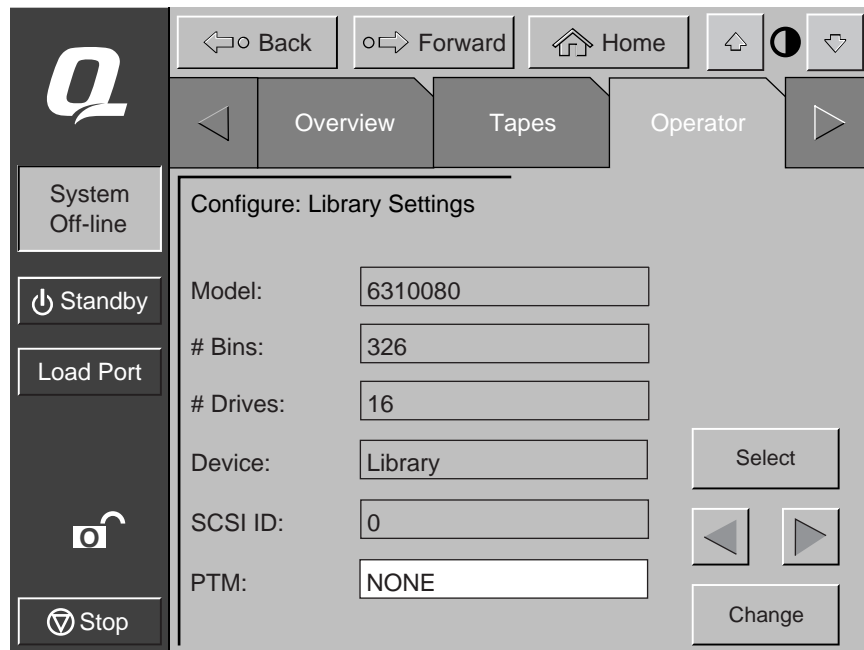 Q
Back
Forward
Home
Overview
Tapes
Operator
System
Off-line
Standby
Load Port
Stop
Configure: Library Settings
Model: 6310080
# Bins: 326
# Drives: 16
Device: Library
SCSI ID: 0
PTM: NONE
Select
Change